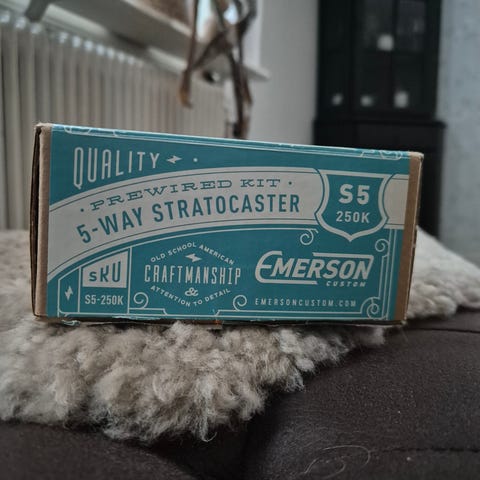 QUALITY
PREWIRED KIT
5-WAY STRATOCASTER
S5
250K
SKU
S5-250K
OLD SCHOOL AMERICAN
CRAFTMANSHIP
&
ATTENTION TO DETAIL
EMERSON
CUSTOM
EMERSONCUSTOM.COM